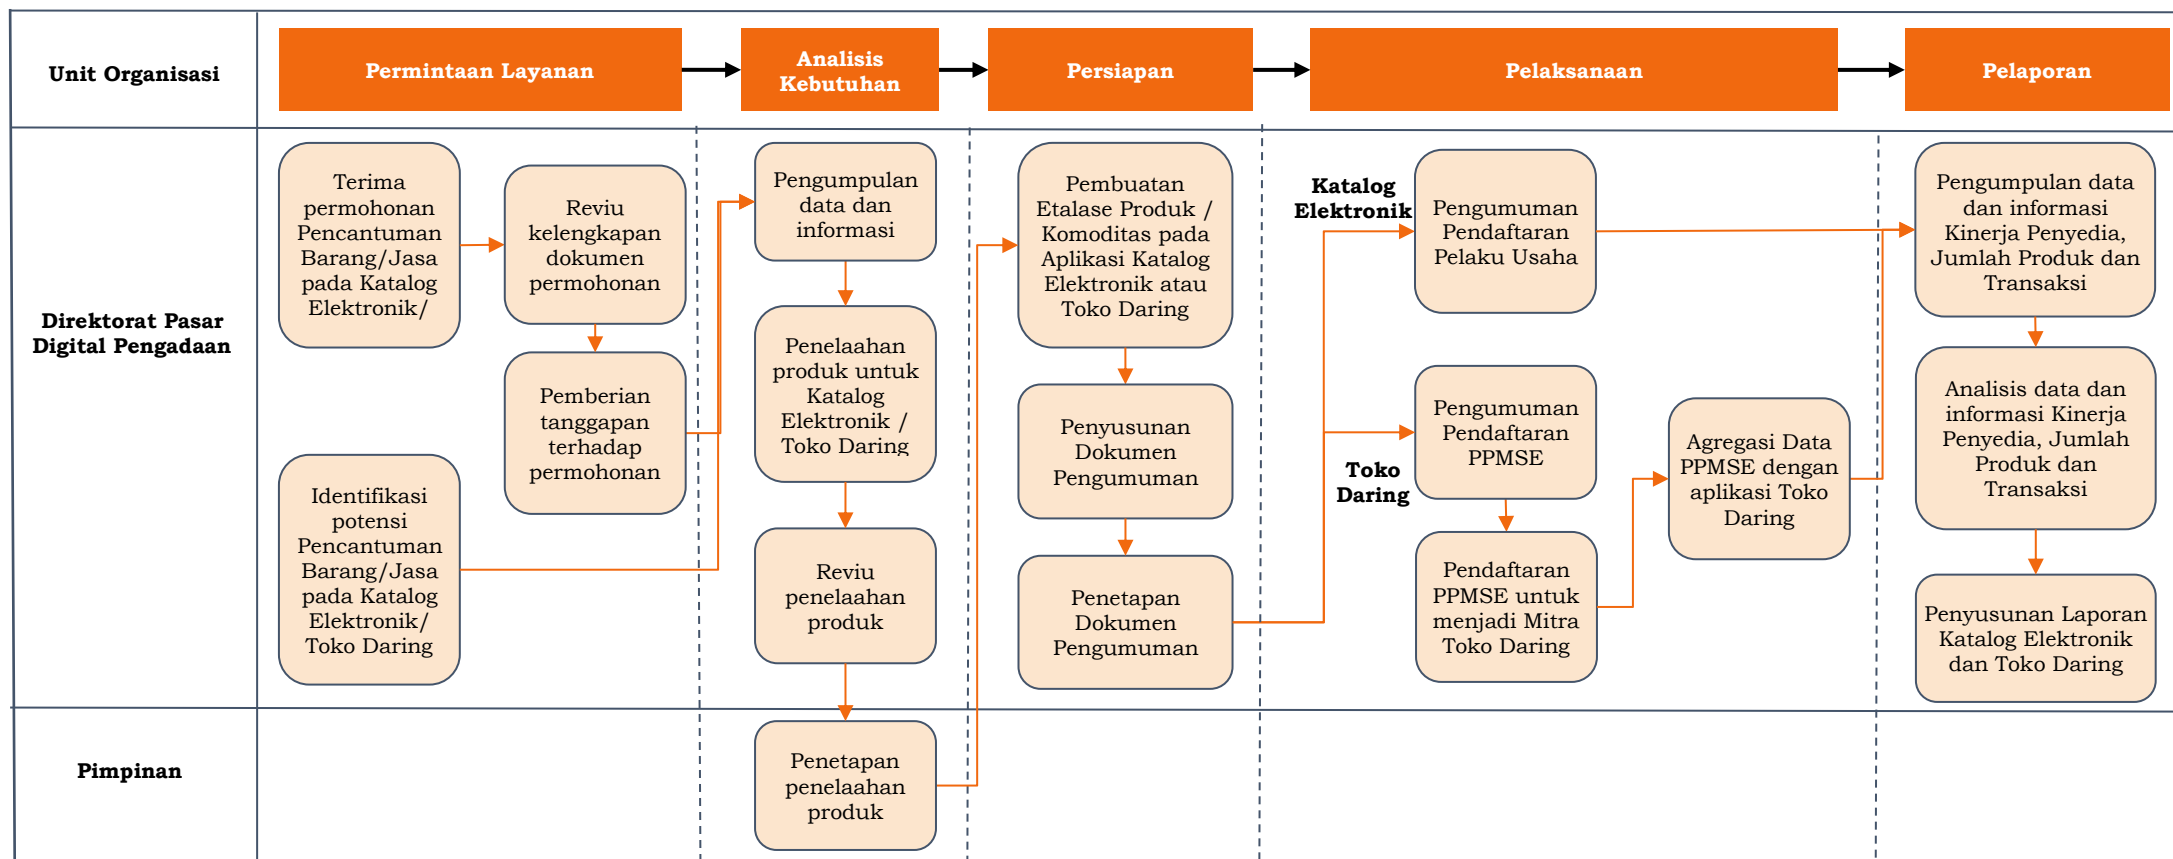 Unit Organisasi
Permintaan Layanan
Analisis
Kebutuhan
Persiapan
Pelaksanaan
Pelaporan
Direktorat Pasar
Digital Pengadaan
Terima
permohonan
Pencantuman
Barang/Jasa
pada Katalog
Elektronik/
Reviu
kelengkapan
dokumen
permohonan
Pemberian
tanggapan
terhadap
permohonan
Identifikasi
potensi
Pencantuman
Barang/Jasa
pada Katalog
Elektronik/
Toko Daring
Pengumpulan
data dan
informasi
Penelaahan
produk untuk
Katalog
Elektronik /
Toko Daring
Reviu
penelaahan
produk
Pembuatan
Etalase Produk /
Komoditas pada
Aplikasi Katalog
Elektronik atau
Toko Daring
Penyusunan
Dokumen
Pengumuman
Penetapan
Dokumen
Pengumuman
Katalog
Elektronik
Pengumuman
Pendaftaran
Pelaku Usaha
Toko
Daring
Pengumuman
Pendaftaran
PPMSE
Pendaftaran
PPMSE untuk
menjadi Mitra
Toko Daring
Agregasi Data
PPMSE dengan
aplikasi Toko
Daring
Pengumpulan data
dan informasi
Kinerja Penyedia,
Jumlah Produk dan
Transaksi
Analisis data dan
informasi Kinerja
Penyedia, Jumlah
Produk dan
Transaksi
Penyusunan Laporan
Katalog Elektronik
dan Toko Daring
Pimpinan
Penetapan
penelaahan
produk